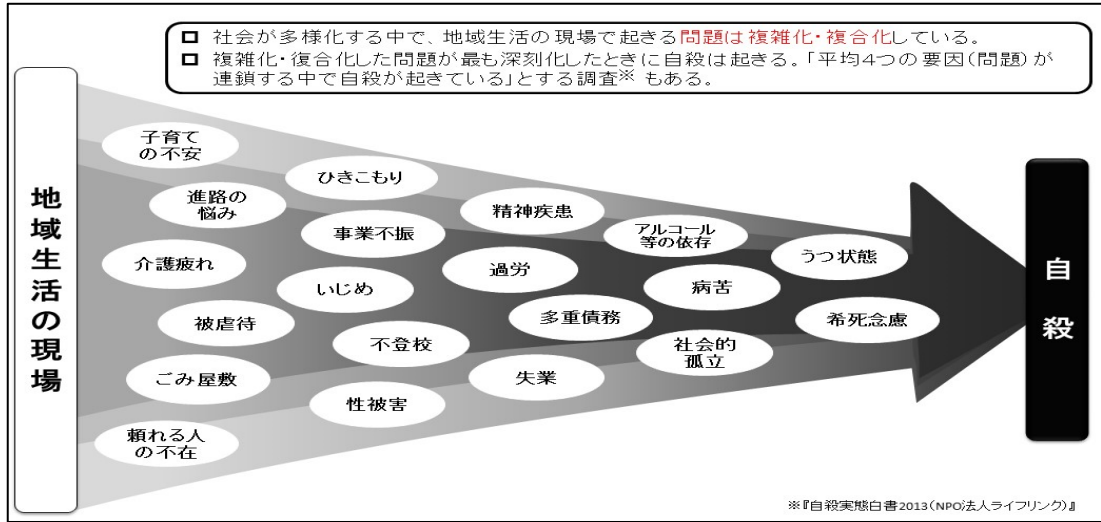 □ 社会が多様化する中で、地域生活の現場で起きる問題は複雑化・複合化している。
□ 複雑化・復合化した問題が最も深刻化したときに自殺は起きる。「平均4つの要因(問題)が
連鎖する中で自殺が起きている」とする調査※ もある。
地域生活の現場
子育て
の不安
進路の
悩み
介護疲れ
被虐待
ごみ屋敷
頼れる人
の不在
ひきこもり
事業不振
いじめ
不登校
性被害
精神疾患
過労
多重債務
失業
アルコール
等の依存
病苦
社会的
孤立
うつ状態
希死念慮
自殺
※『自殺実態白書2013(NPO法人ライフリンク)』